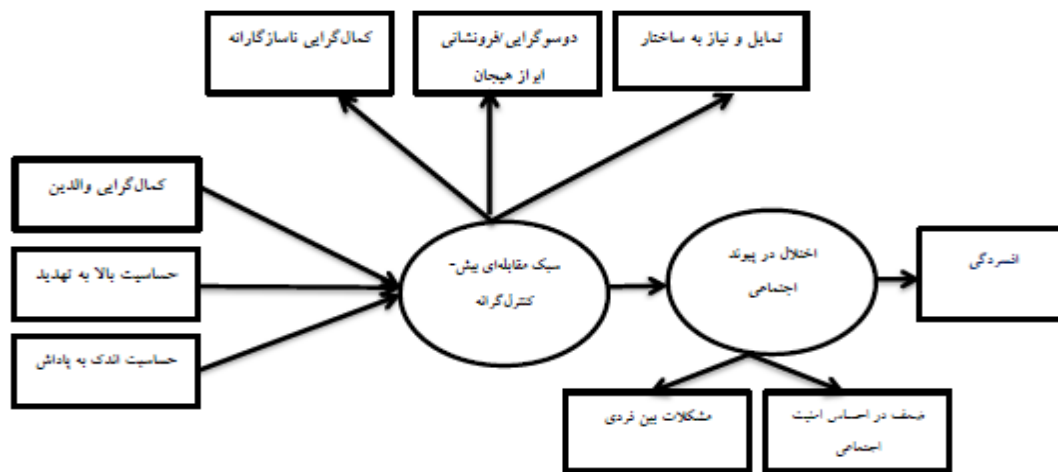 تمایل و نیاز به ساختار
دوسوگرایی/فرونشانی
ابراز هیجان
کمال‌گرایی ناسازگارانه
کمال‌گرایی والدین
حساسیت بالا به تهدید
حساسیت اندک به پاداش
سبک مقابله‌ای بیش-
کنترل‌گرانه
اختلال در پیوند
اجتماعی
افسردگی
مشکلات بین فردی
ضعف در احساس امنیت
اجتماعی